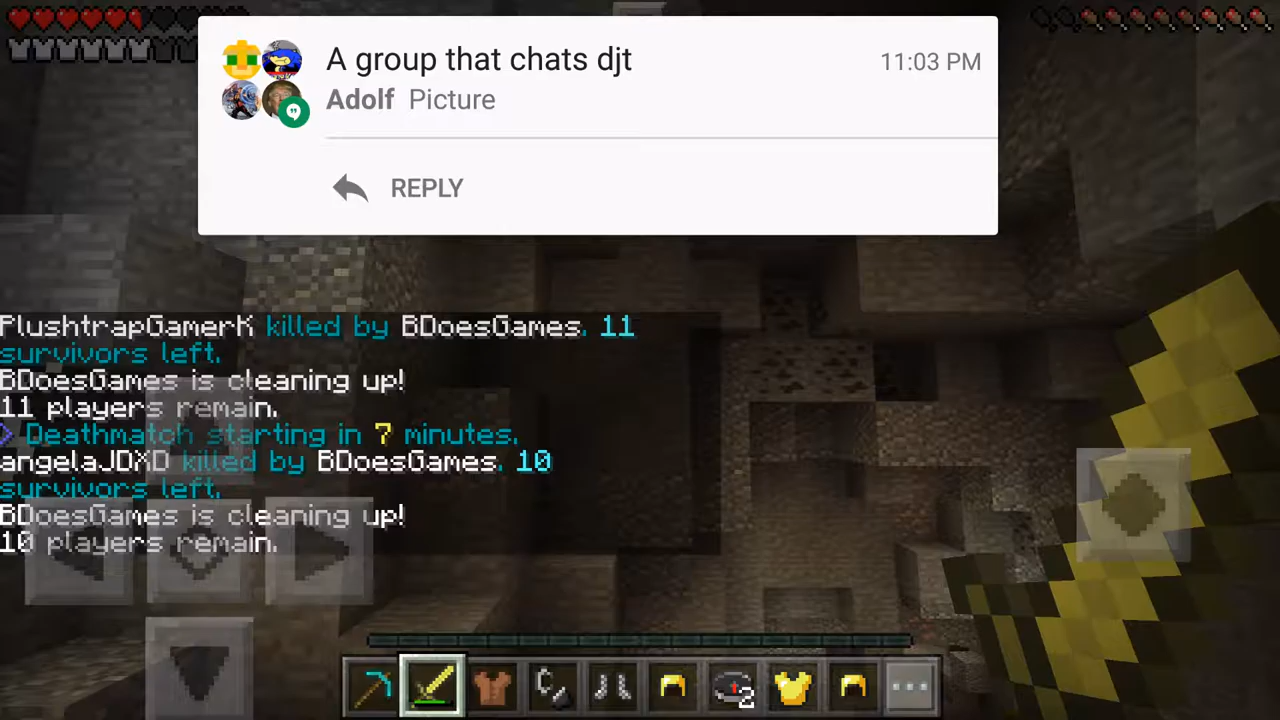 A group that chats djt
11:03 PM
Adolf Picture
REPLY
PlushtrapGamerK killed by BDoesGames. 11
survivors left.
BDoesGames is cleaning up!
11 players remain.
> Deathmatch starting in 7 minutes.
angelaJDXD killed by BDoesGames. 10
survivors left.
BDoesGames is cleaning up!
10 players remain.
2